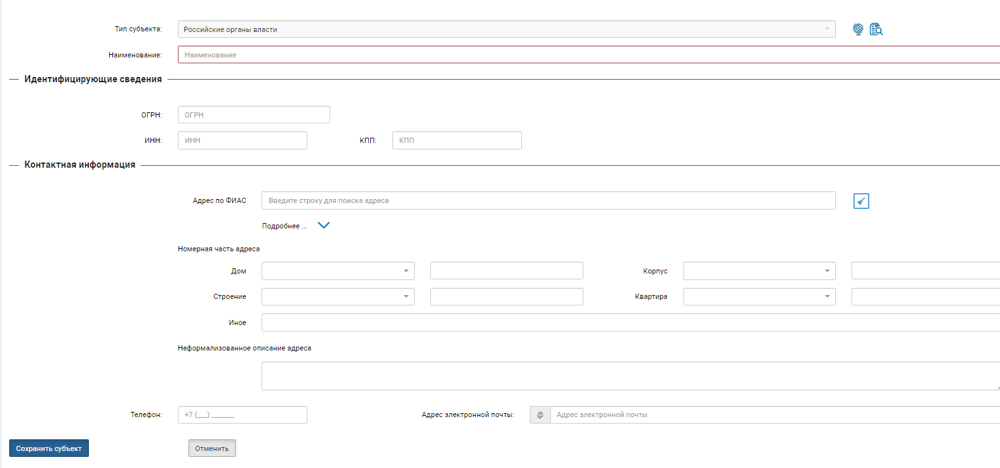 Тип субъекта: Российские органы власти
Наименование: Наименование
Идентифицирующие сведения
ОГРН: ОГРН
ИНН: ИНН КПП: КПП
Контактная информация
Адрес по ФИАС Введите строку для поиска адреса
Подробнее ...
Номерная часть адреса
Дом Корпус
Строение Квартира
Иное
Неформализованное описание адреса
Телефон: +7 (___) _______ Адрес электронной почты: @ Адрес электронной почты
Сохранить субъект Отменить